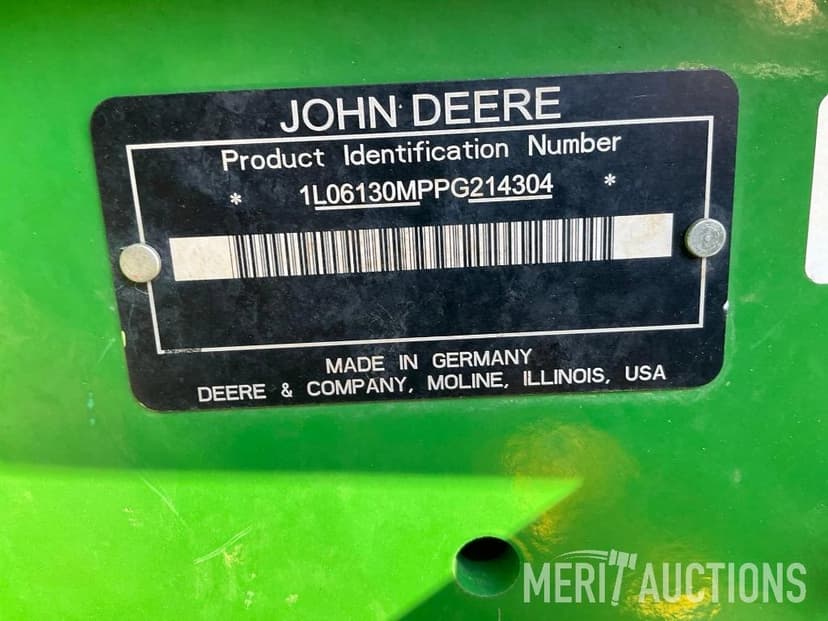 JOHN DEERE
Product Identification Number
* 1L06130MPPG214304 *
MADE IN GERMANY
DEERE & COMPANY, MOLINE, ILLINOIS, USA
MERIT AUCTIONS